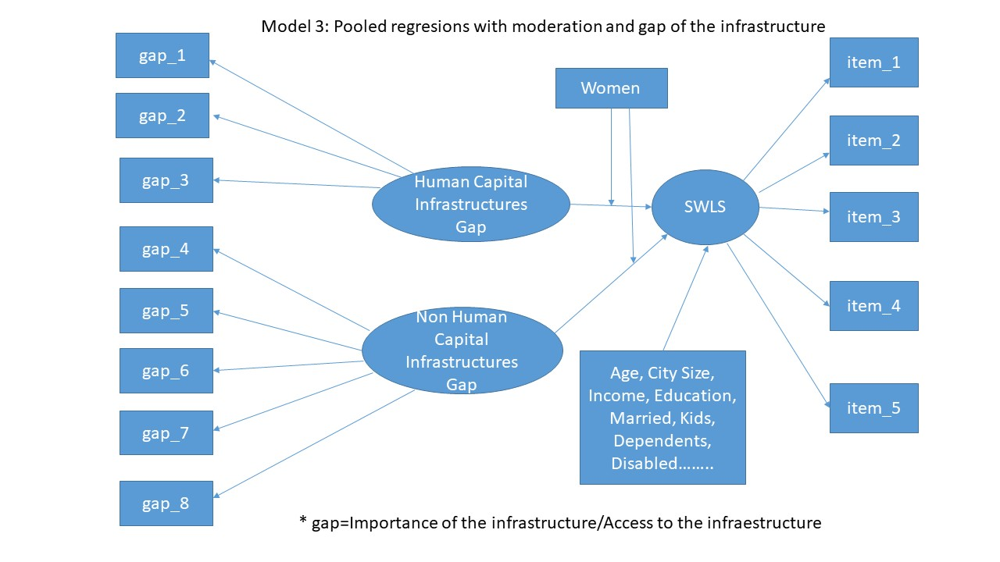 Model 3: Pooled regresions with moderation and gap of the infrastructure
gap_1
gap_2
gap_3
gap_4
gap_5
gap_6
gap_7
gap_8
Human Capital
Infrastructures
Gap
Non Human
Capital
Infrastructures
Gap
Women
SWLS
Age, City Size,
Income, Education,
Married, Kids,
Dependents,
Disabled……..
item_1
item_2
item_3
item_4
item_5
* gap=Importance of the infrastructure/Access to the infraestructure